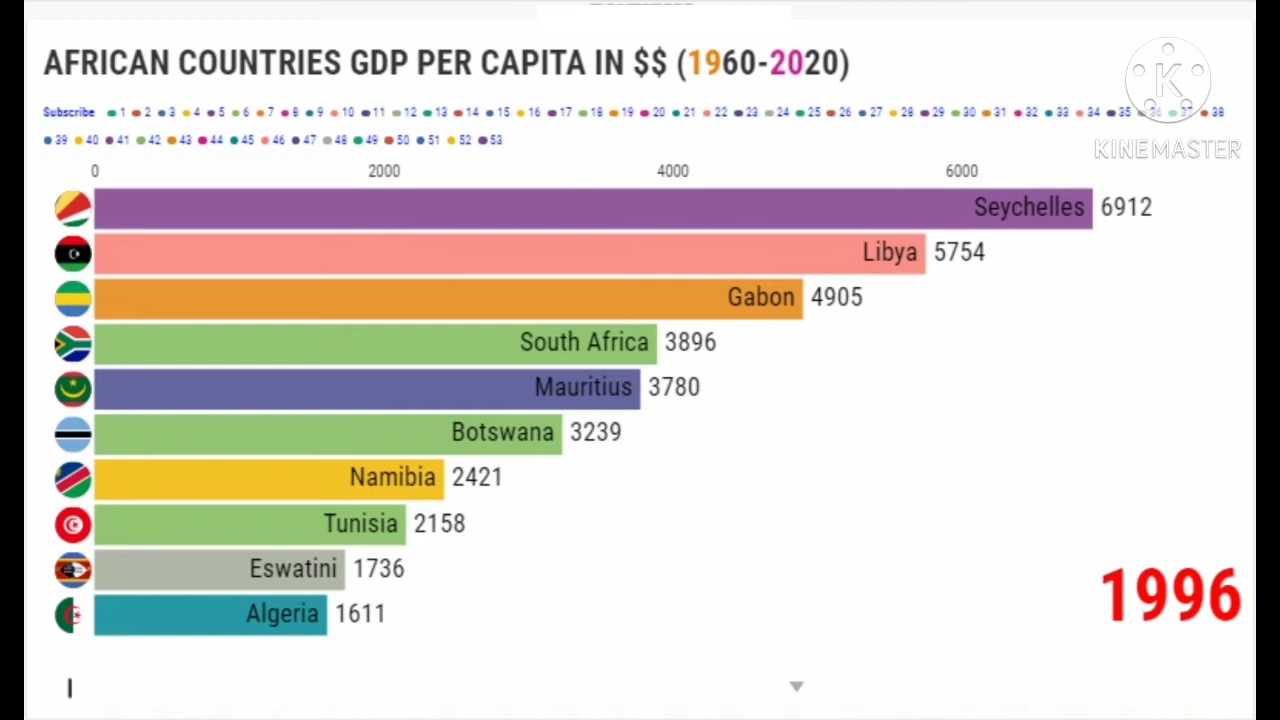 AFRICAN COUNTRIES GDP PER CAPITA IN $$ (1960-2020)
K
KINEMASTER
Subscribe 1 2 3 4 5 6 7 8 9 10 11 12 13 14 15 16 17 18 19 20 21 22 23 24 25 26 27 28 29 30 31 32 33 34 35 36 37 38
39 40 41 42 43 44 45 46 47 48 49 50 51 52 53
0 2000 4000 6000
Seychelles 6912
Libya 5754
Gabon 4905
South Africa 3896
Mauritius 3780
Botswana 3239
Namibia 2421
Tunisia 2158
Eswatini 1736
Algeria 1611
1996